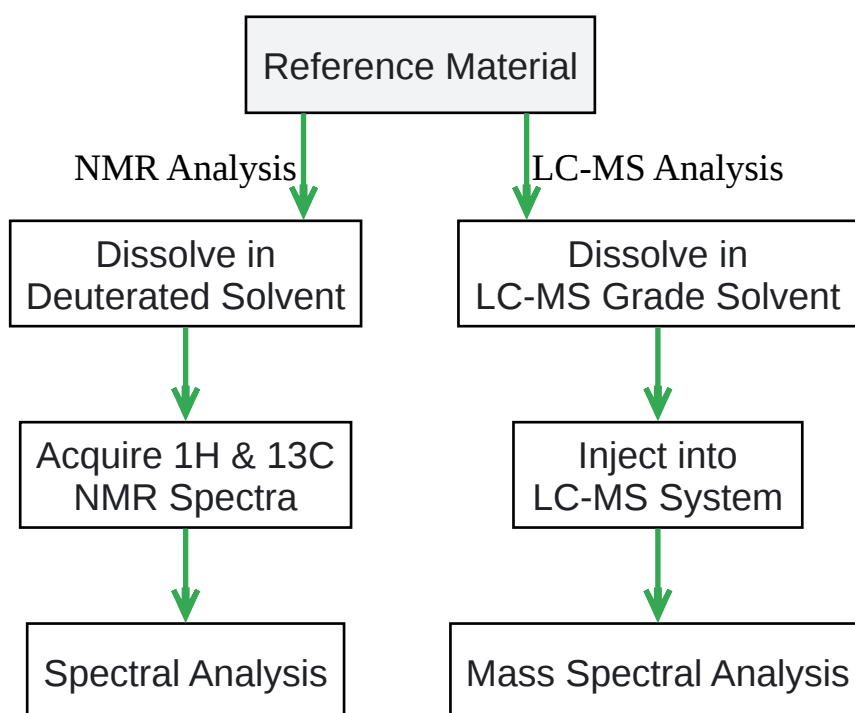 Reference Material
NMR Analysis
LC-MS Analysis
Dissolve in
Deuterated Solvent
Dissolve in
LC-MS Grade Solvent
Acquire 1H & 13C
NMR Spectra
Inject into
LC-MS System
Spectral Analysis
Mass Spectral Analysis